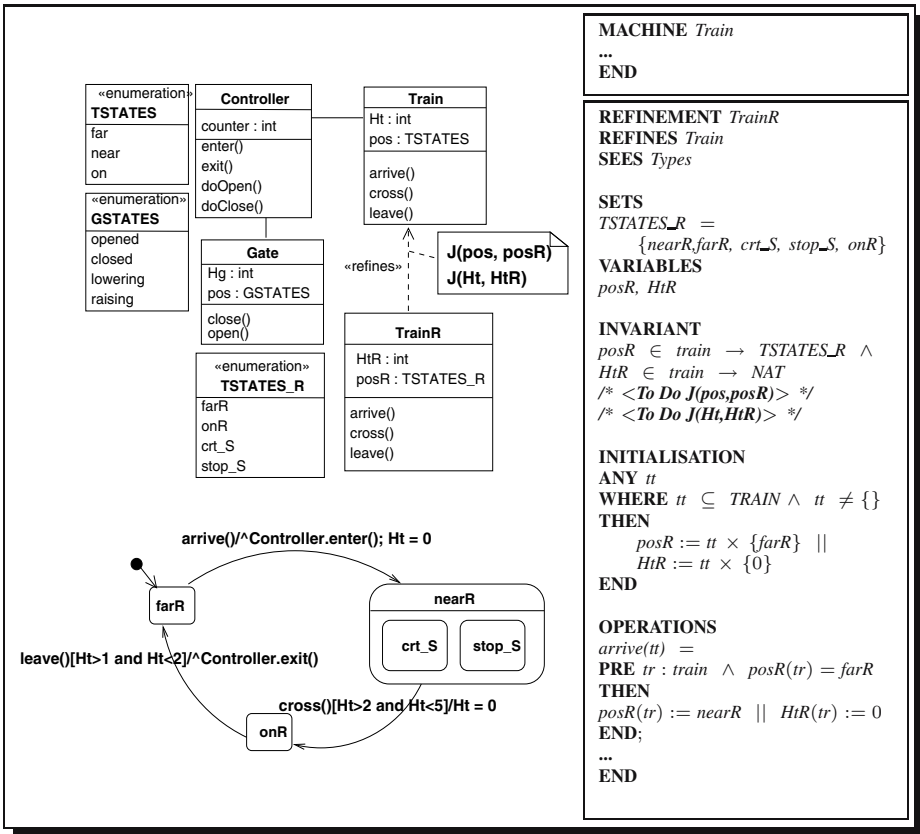 «enumeration»
TSTATES
far
near
on
«enumeration»
GSTATES
opened
closed
lowering
raising
Controller
counter : int
enter()
exit()
doOpen()
doClose()
Gate
Hg : int
pos : GSTATES
close()
open()
«enumeration»
TSTATES_R
farR
onR
crt_S
stop_S
Train
Ht : int
pos : TSTATES
arrive()
cross()
leave()
«refines»
J(pos, posR)
J(Ht, HtR)
TrainR
HtR : int
posR : TSTATES_R
arrive()
cross()
leave()
arrive()/^Controller.enter(); Ht = 0
farR
nearR
crt_S
stop_S
leave()[Ht>1 and Ht<2]/^Controller.exit()
cross()[Ht>2 and Ht<5]/Ht = 0
onR
MACHINE Train
...
END
REFINEMENT TrainR
REFINES Train
SEES Types
SETS
TSTATES_R =
{nearR,farR, crt_S, stop_S, onR}
VARIABLES
posR, HtR
INVARIANT
posR ∈ train → TSTATES_R ∧
HtR ∈ train → NAT
/* <To Do J(pos,posR)> */
/* <To Do J(Ht,HtR)> */
INITIALISATION
ANY tt
WHERE tt ⊆ TRAIN ∧ tt ≠ {}
THEN
posR := tt × {farR} ||
HtR := tt × {0}
END
OPERATIONS
arrive(tt) =
PRE tr : train ∧ posR(tr) = farR
THEN
posR(tr) := nearR || HtR(tr) := 0
END;
...
END